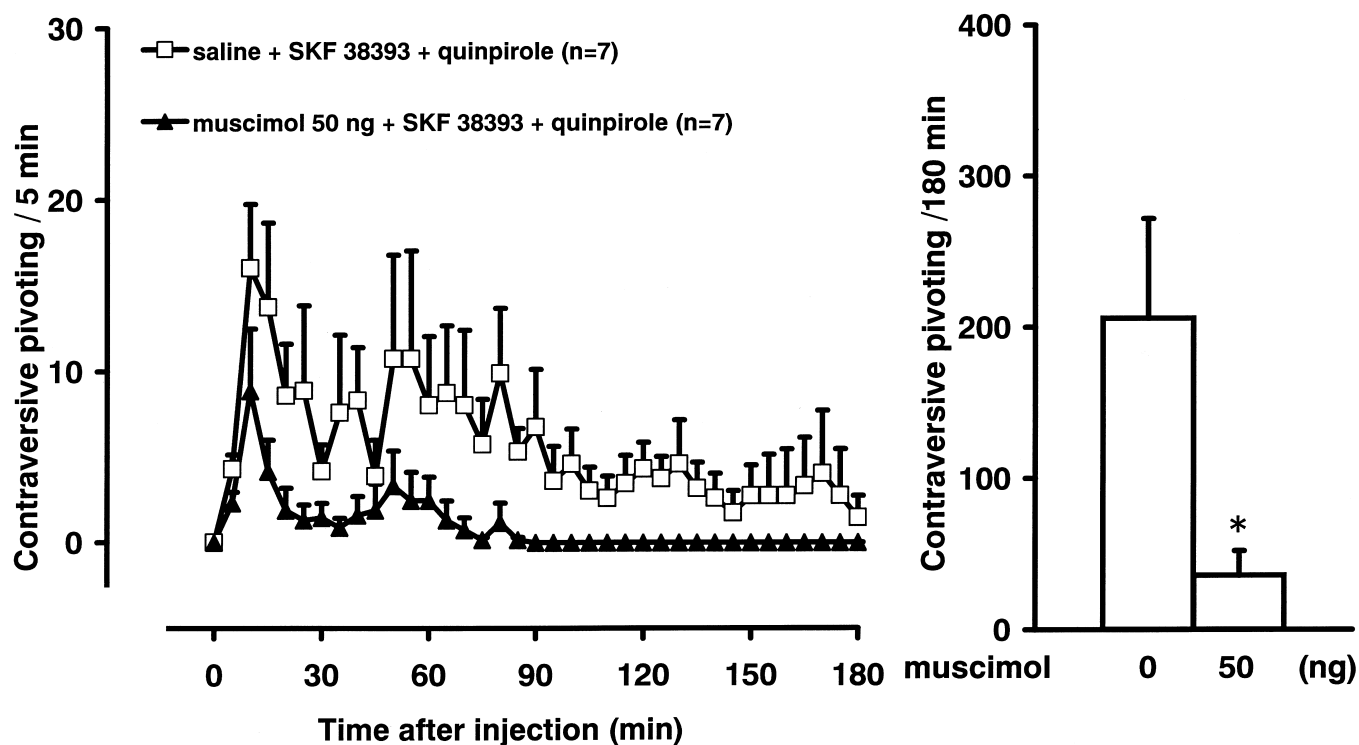 30
20
10
0
Contraversive pivoting / 5 min
saline + SKF 38393 + quinpirole (n=7)
muscimol 50 ng + SKF 38393 + quinpirole (n=7)
0 30 60 90 120 150 180
Time after injection (min)
400
300
200
100
0
Contraversive pivoting /180 min
*
muscimol 0 50 (ng)